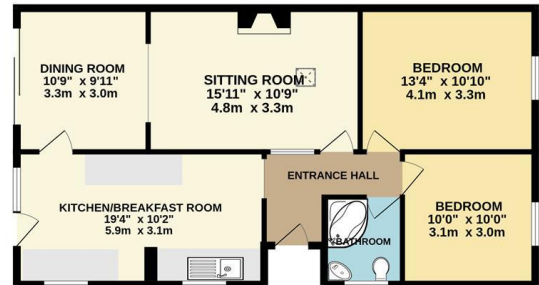 DINING ROOM
10'9" x 9'11"
3.3m x 3.0m
SITTING ROOM
15'11" x 10'9"
4.8m x 3.3m
BEDROOM
13'4" x 10'10"
4.1m x 3.3m
KITCHEN/BREAKFAST ROOM
19'4" x 10'2"
5.9m x 3.1m
ENTRANCE HALL
BATHROOM
BEDROOM
10'0" x 10'0"
3.1m x 3.0m